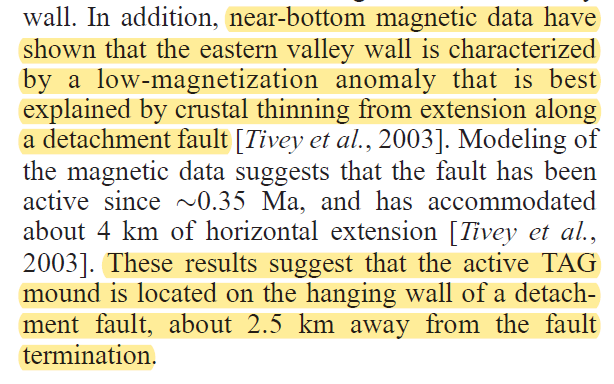 wall. In addition, near-bottom magnetic data have
shown that the eastern valley wall is characterized
by a low-magnetization anomaly that is best
explained by crustal thinning from extension along
a detachment fault [Tivey et al., 2003]. Modeling of
the magnetic data suggests that the fault has been
active since ~0.35 Ma, and has accommodated
about 4 km of horizontal extension [Tivey et al.,
2003]. These results suggest that the active TAG
mound is located on the hanging wall of a detach-
ment fault, about 2.5 km away from the fault
termination.